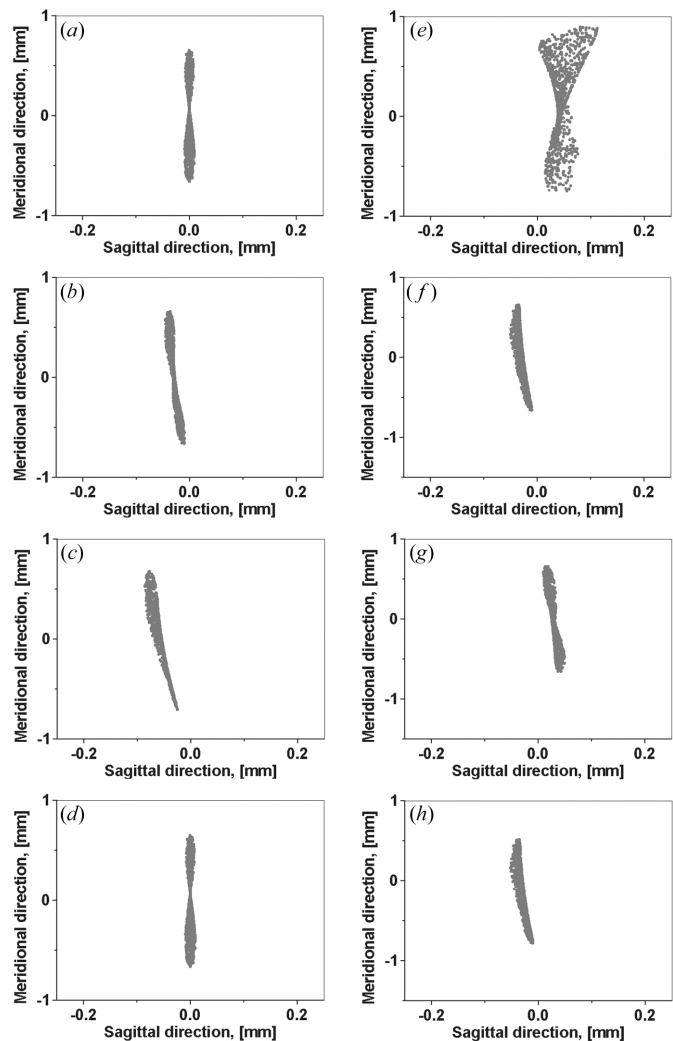 (a)
1
0
-1
Meridional direction, [mm]
-0.2 0.0 0.2
Sagittal direction, [mm]
(b)
1
0
-1
Meridional direction, [mm]
-0.2 0.0 0.2
Sagittal direction, [mm]
(c)
1
0
-1
Meridional direction, [mm]
-0.2 0.0 0.2
Sagittal direction, [mm]
(d)
1
0
-1
Meridional direction, [mm]
-0.2 0.0 0.2
Sagittal direction, [mm]
(e)
1
0
-1
Meridional direction, [mm]
-0.2 0.0 0.2
Sagittal direction, [mm]
(f)
1
0
-1
Meridional direction, [mm]
-0.2 0.0 0.2
Sagittal direction, [mm]
(g)
1
0
-1
Meridional direction, [mm]
-0.2 0.0 0.2
Sagittal direction, [mm]
(h)
1
0
-1
Meridional direction, [mm]
-0.2 0.0 0.2
Sagittal direction, [mm]